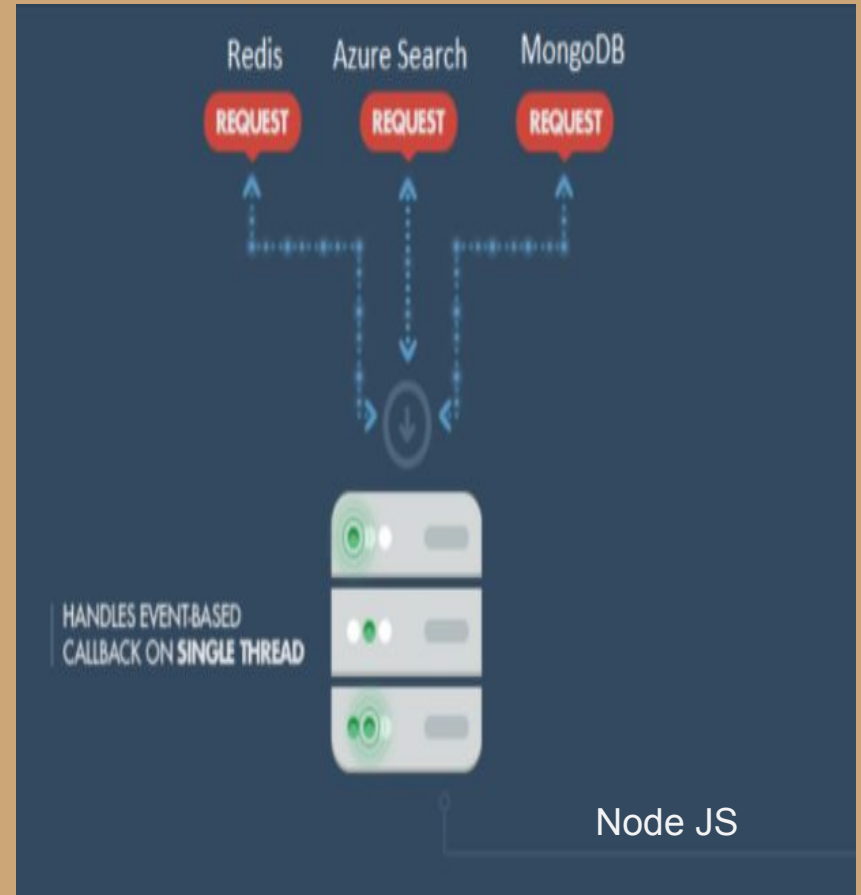 Redis Azure Search MongoDB
REQUEST REQUEST REQUEST
HANDLES EVENT-BASED
CALLBACK ON SINGLE THREAD
Node JS